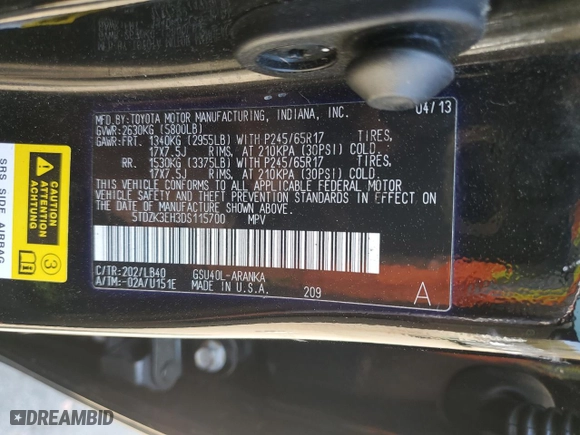 MFD.BY:TOYOTA MOTOR MANUFACTURING, INDIANA, INC. 04/13
GVWR:2630KG (5800LB)
GAWR:FRT. 1340KG (2955LB) WITH P245/65R17 TIRES,
17X7.5J RIMS, AT 210KPA (30PSI) COLD.
RR. 1530KG (3375LB) WITH P245/65R17 TIRES,
17X7.5J RIMS, AT 210KPA (30PSI) COLD.
THIS VEHICLE CONFORMS TO ALL APPLICABLE FEDERAL MOTOR
VEHICLE SAFETY AND THEFT PREVENTION STANDARDS IN EFFECT ON
THE DATE OF MANUFACTURE SHOWN ABOVE.
5TDZK3EH3DS115700 MPV
C/TR:202/LB40 GSU40L-ARANKA
A/TM:-02A/U151E MADE IN U.S.A. 209 A
SRS SIDE AIRBAG
3
DREAMBID